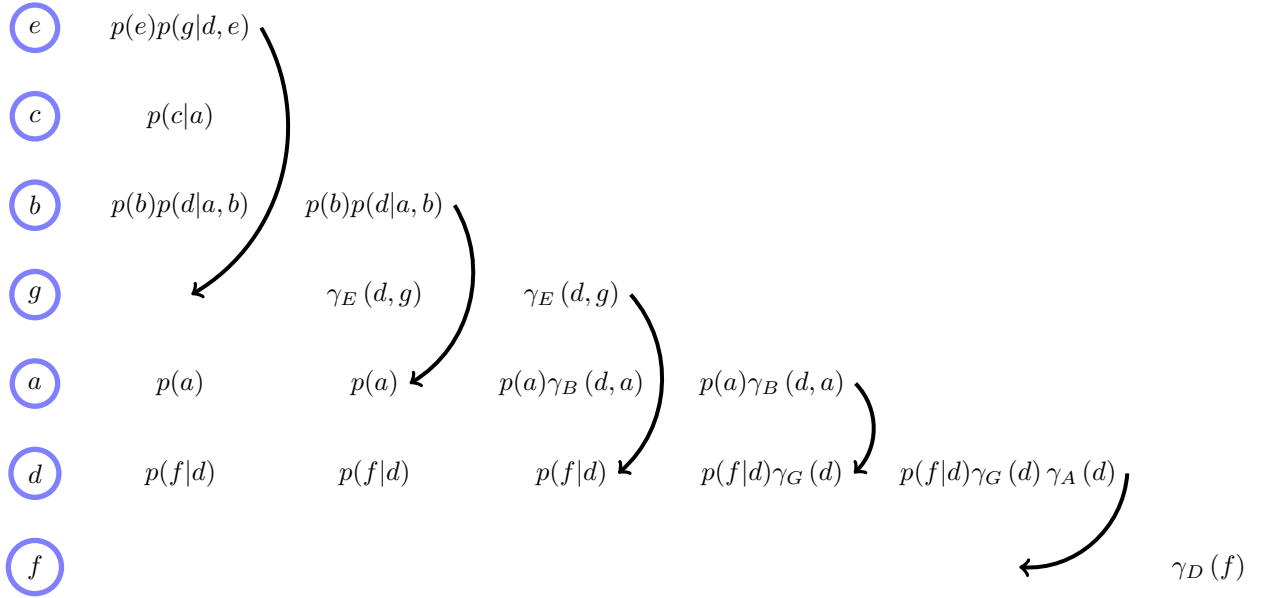 e p(e)p(g|d, e)
c p(c|a)
b p(b)p(d|a, b) p(b)p(d|a, b)
g γ_E (d, g) γ_E (d, g)
a p(a) p(a) p(a)γ_B (d, a) p(a)γ_B (d, a)
d p(f|d) p(f|d) p(f|d) p(f|d)γ_G (d) p(f|d)γ_G (d) γ_A (d)
f γ_D (f)